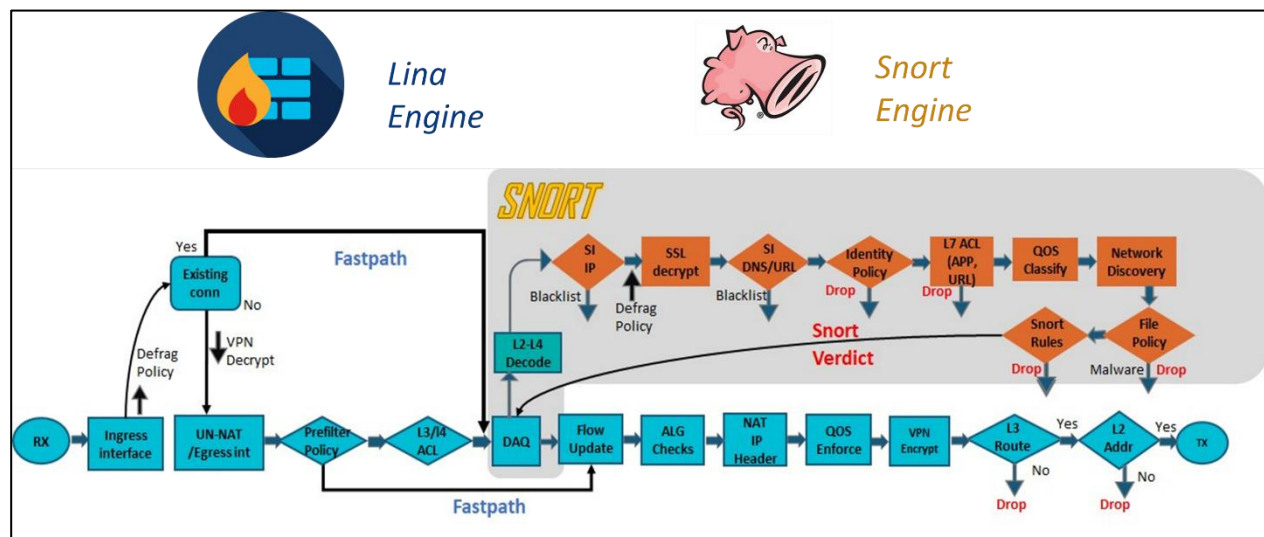 Lina
Engine
Snort
Engine
®
SNORT
Yes
Fastpath
Existing
conn
No
VPN
Decrypt
Defrag
Policy
SI
IP
SSL
decrypt
SI
DNS/URL
Identity
Policy
L7 ACL
(APP,
URL)
QOS
Classify
Network
Discovery
Blacklist
Defrag
Policy
Blacklist
Drop
Drop
Snort
Verdict
Snort
Rules
File
Policy
Drop
Malware
Drop
L2-L4
Decode
RX
Ingress
interface
UN-NAT
/Egress int
Prefilter
Policy
L3/l4
ACL
DAQ
Flow
Update
ALG
Checks
NAT
IP
Header
QOS
Enforce
VPN
Encrypt
L3
Route
Yes
L2
Addr
Yes
TX
No
Drop
No
Drop
Fastpath